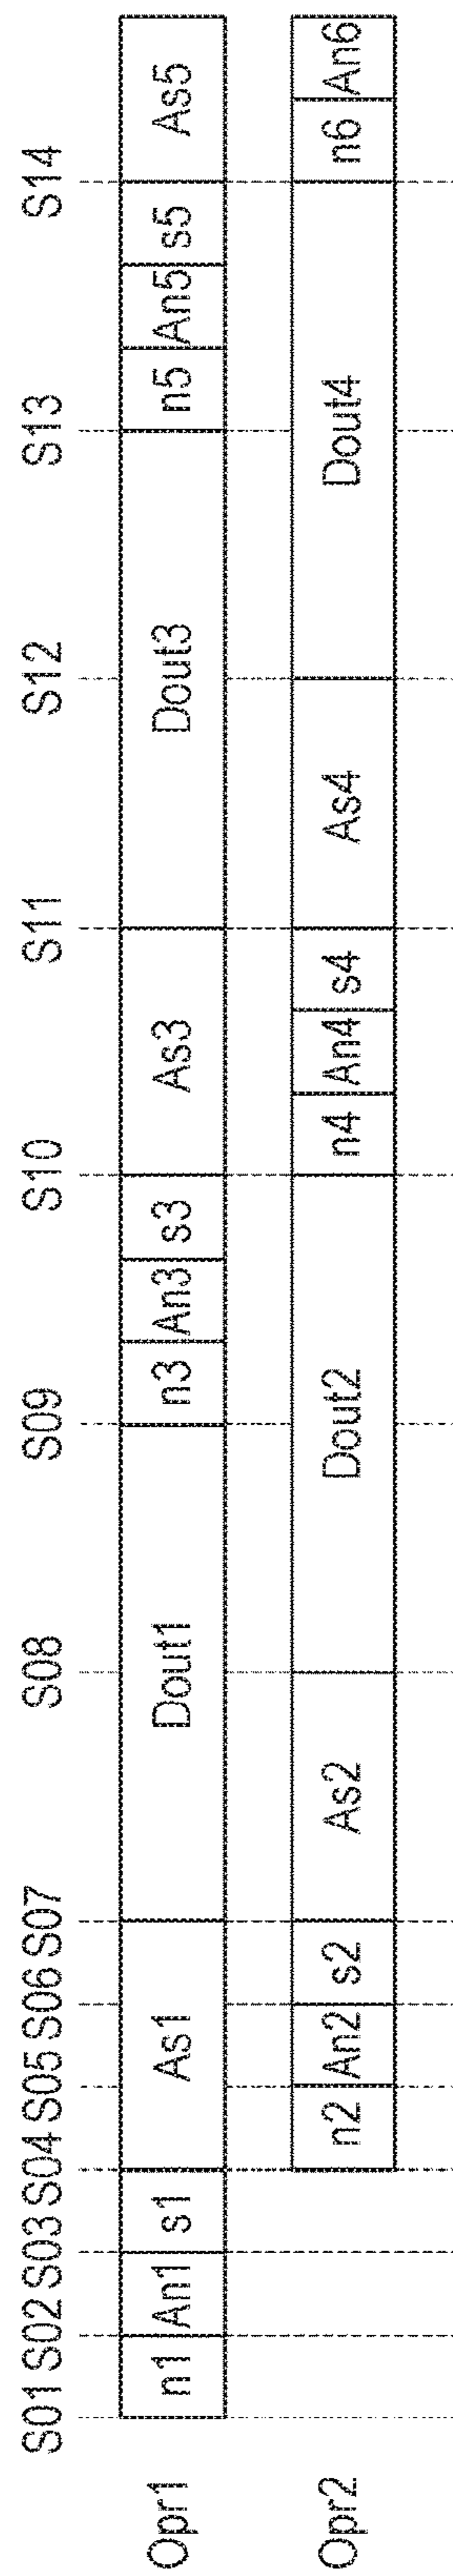 S01 S02 S03 S04 S05 S06 S07 S08 S09 S10 S11 S12 S13 S14
Opr1 n1 An1 s1 As1 Dout1 n3 An3 s3 As3 Dout3 n5 An5 s5 As5
Opr2 n2 An2 s2 As2 Dout2 n4 An4 s4 As4 Dout4 n6 An6